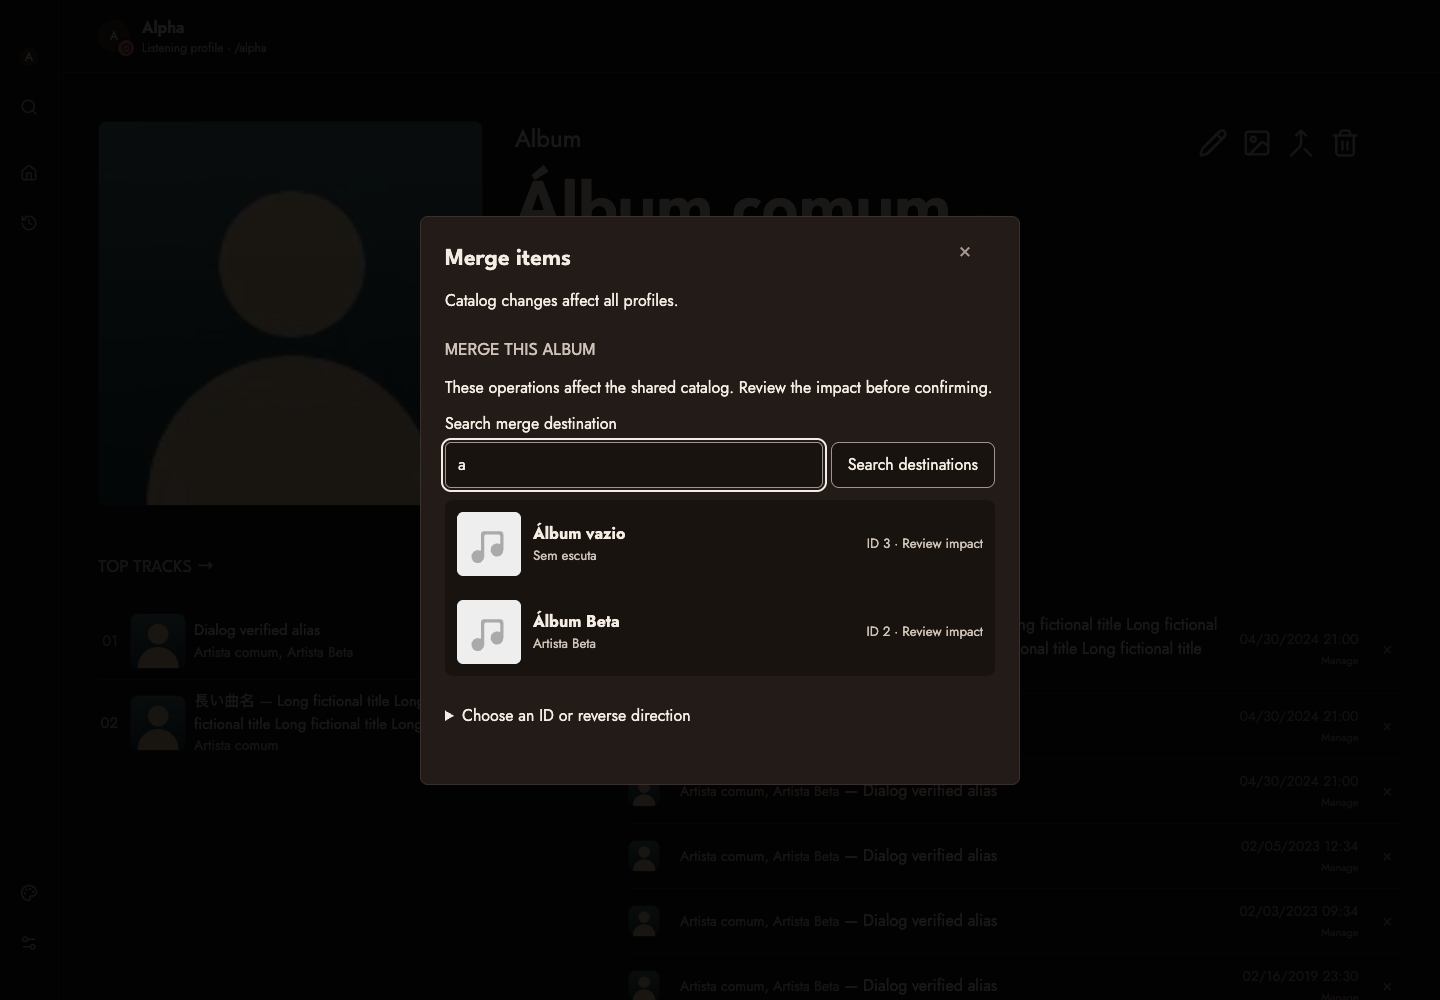 A
Alpha
Listening profile · /alpha
A
Album
Álbum comum
Merge items
×
Catalog changes affect all profiles.
MERGE THIS ALBUM
These operations affect the shared catalog. Review the impact before confirming.
Search merge destination
a
Search destinations
Álbum vazio
Sem escuta
ID 3 · Review impact
Álbum Beta
Artista Beta
ID 2 · Review impact
Choose an ID or reverse direction
TOP TRACKS →
01
Dialog verified alias
Artista comum, Artista Beta
02
長い曲名 — Long fictional title Long
fictional title Long fictional title Long
Artista comum
fictional title Long fictional
title Long fictional title
04/30/2024 21:00
Manage
×
04/30/2024 21:00
Manage
×
Artista comum, Artista Beta — Dialog verified alias
04/30/2024 21:00
Manage
×
Artista comum, Artista Beta — Dialog verified alias
02/05/2023 12:34
Manage
×
Artista comum, Artista Beta — Dialog verified alias
02/03/2023 09:34
Manage
×
Artista comum, Artista Beta — Dialog verified alias
02/16/2019 23:30
Manage
×